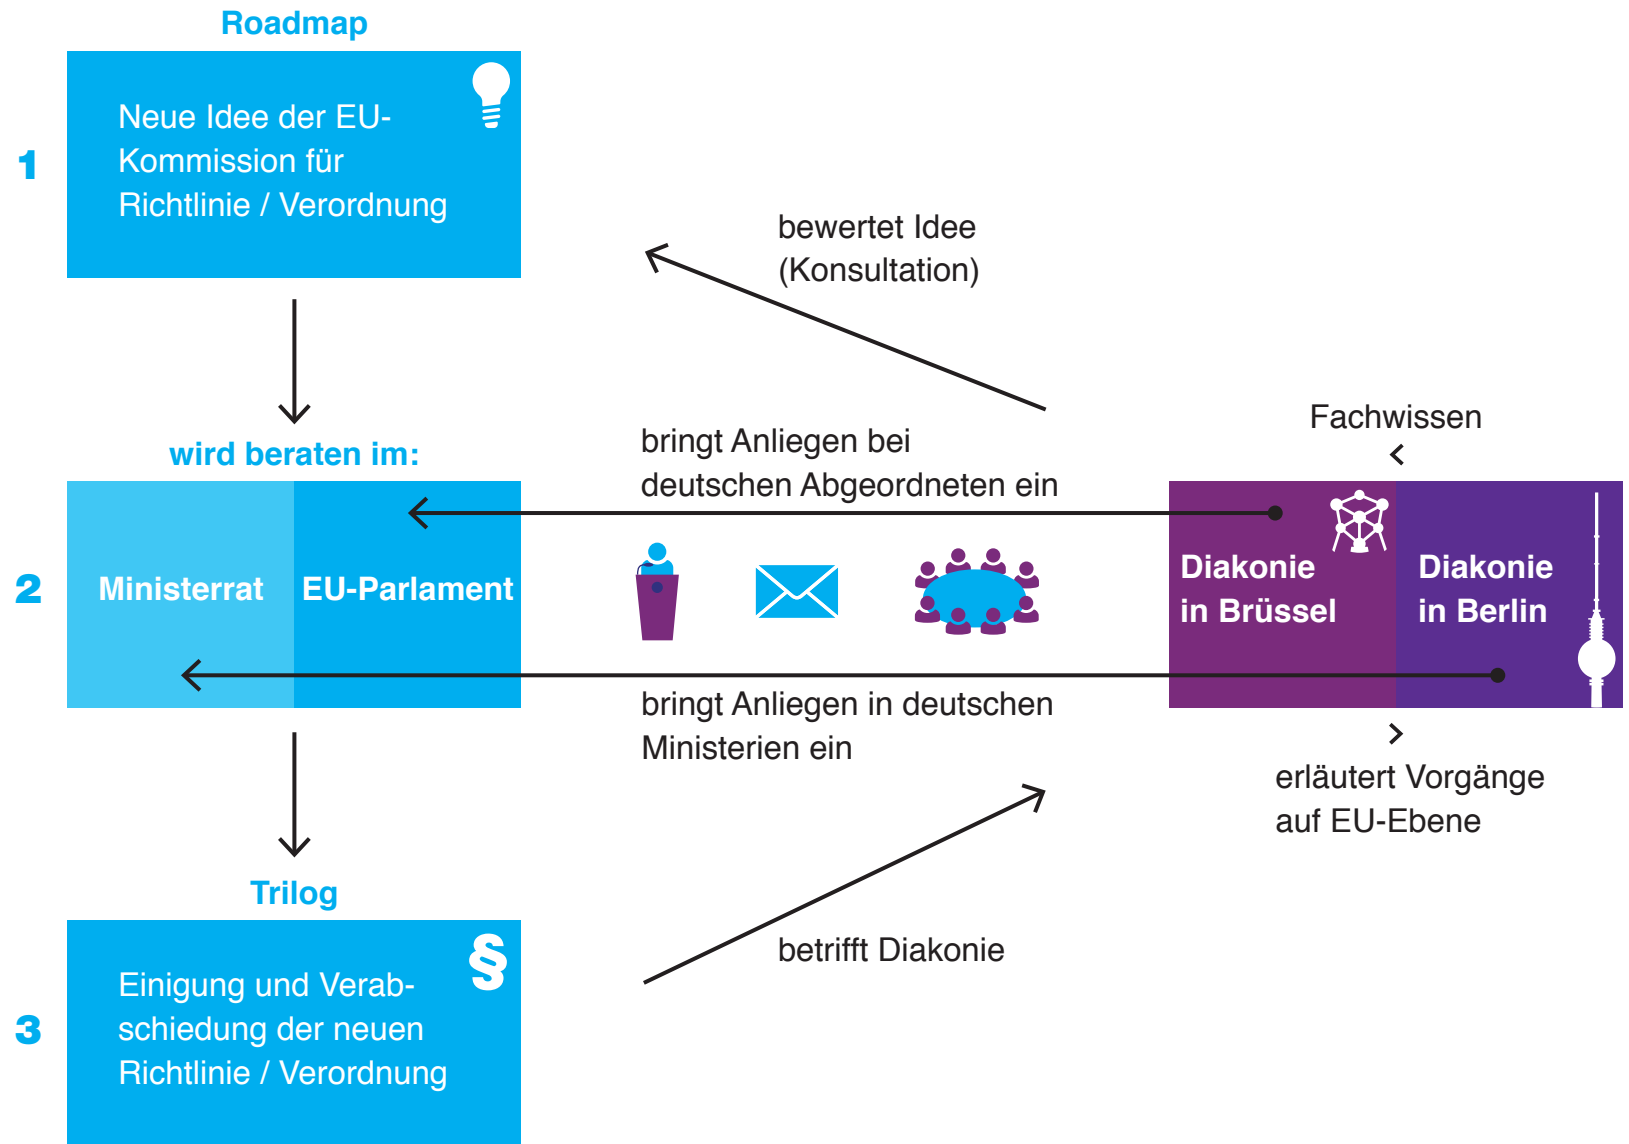 Roadmap
1
Neue Idee der EU-
Kommission für
Richtlinie / Verordnung
bewertet Idee
(Konsultation)
wird beraten im:
2
Ministerrat
EU-Parlament
bringt Anliegen bei
deutschen Abgeordneten ein
bringt Anliegen in deutschen
Ministerien ein
Fachwissen
<
Diakonie
in Brüssel
Diakonie
in Berlin
>
erläutert Vorgänge
auf EU-Ebene
Trilog
3
§
Einigung und Verab-
schiedung der neuen
Richtlinie / Verordnung
betrifft Diakonie